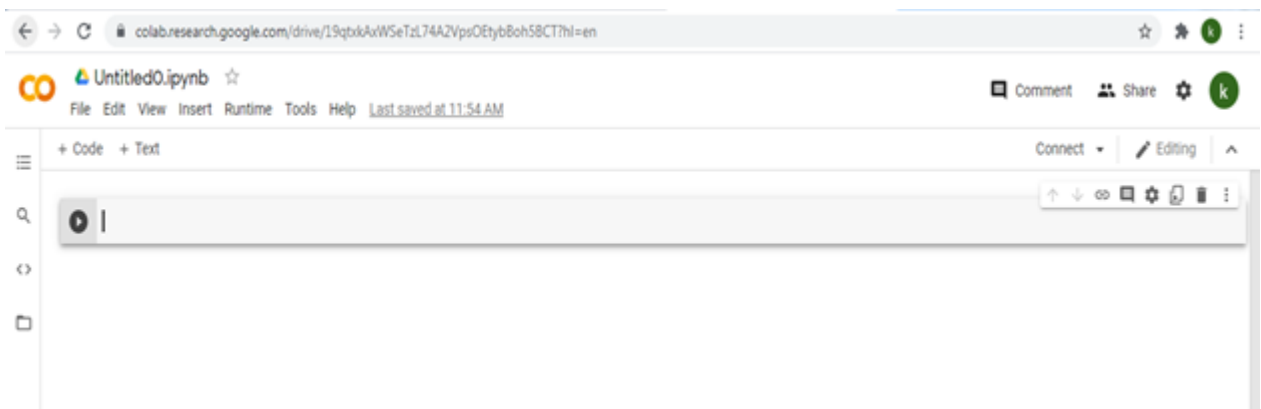 colab.research.google.com/drive/19qtxkAxWSeTzL74A2VpsOEtybBoh5BCT?hl=en
k
CO Untitled0.ipynb
File Edit View Insert Runtime Tools Help Last saved at 11:54 AM
Comment Share k
+ Code + Text
Connect Editing